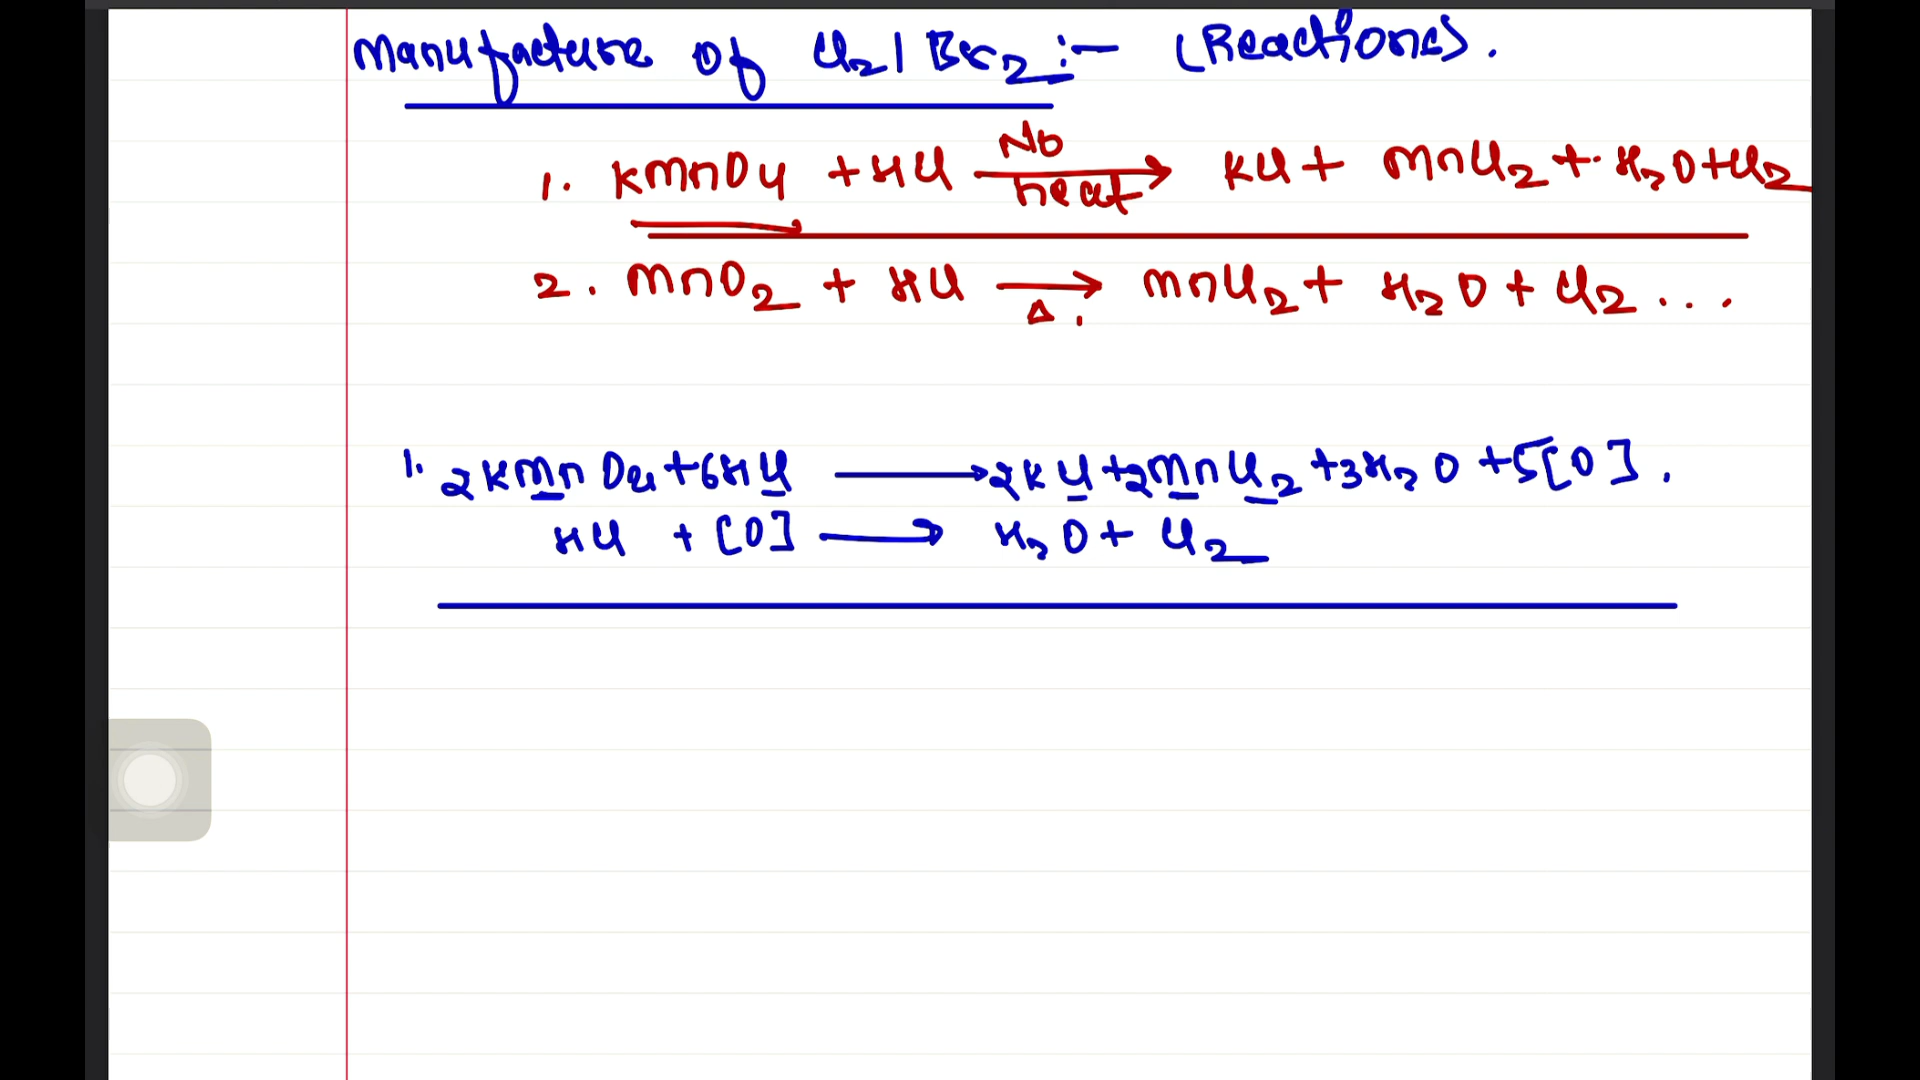 Manufacture of Cl2 / Br2 :- (Reactions).
1. KMnO4 + HCl No heat → KCl + MnCl2 + H2O + Cl2
2. MnO2 + HCl →Δ. MnCl2 + H2O + Cl2 ...
1. 2KMnO4 + 6HCl → 2KCl + 2MnCl2 + 3H2O + 5[O].
HCl + [O] → H2O + Cl2